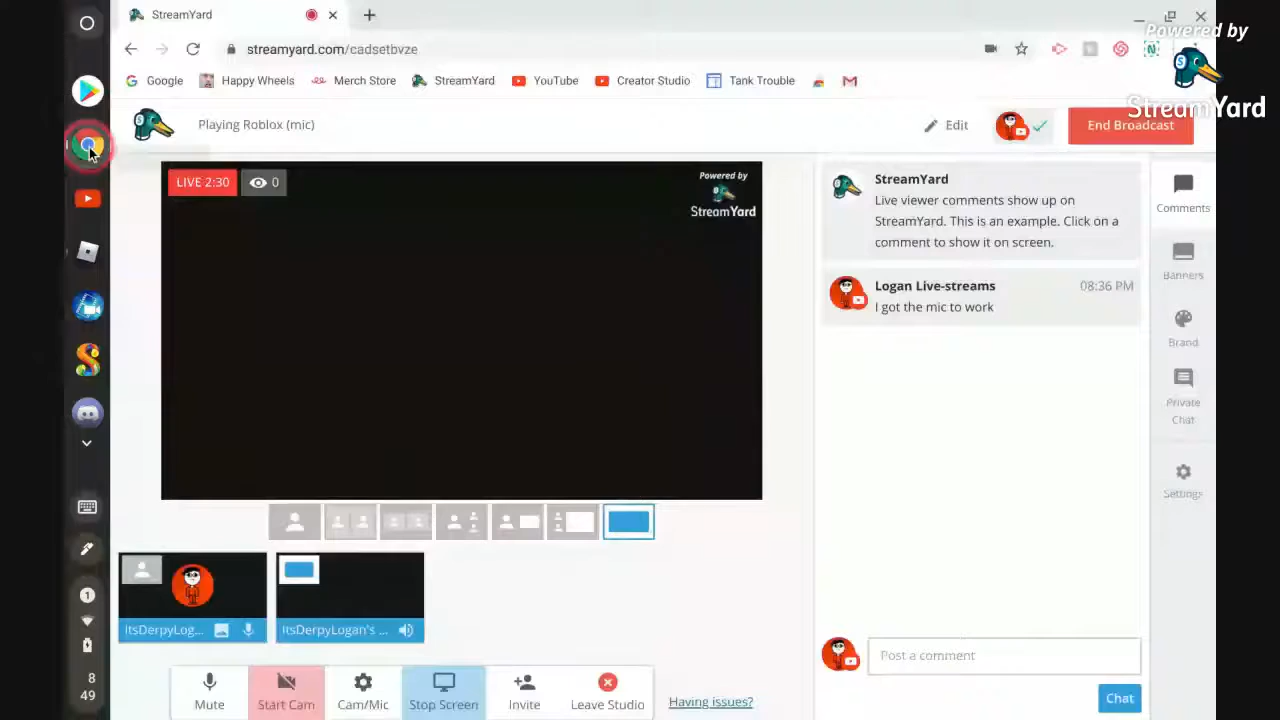 StreamYard
streamyard.com/cadsetbvze
Google
Happy Wheels
Merch Store
StreamYard
YouTube
Creator Studio
Tank Trouble
Powered by
StreamYard
Playing Roblox (mic)
Edit
End Broadcast
LIVE 2:30
0
Powered by
StreamYard
StreamYard
Live viewer comments show up on
StreamYard. This is an example. Click on a
comment to show it on screen.
Logan Live-streams
08:36 PM
I got the mic to work
Comments
Banners
Brand
Private
Chat
Settings
ItsDerpyLog...
ItsDerpyLogan's ...
Post a comment
Chat
Mute
Start Cam
Cam/Mic
Stop Screen
Invite
Leave Studio
Having issues?
1
8
49